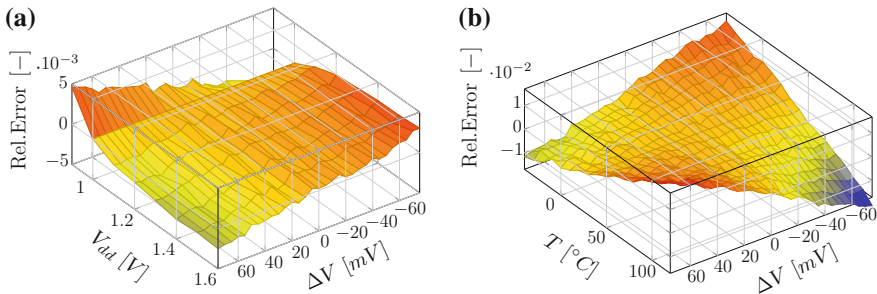 (a)
·10⁻³
Rel.Error [−]
5
0
−5
1
1.2
1.4
1.6
V_dd [V]
60 40 20 0 −20 −40 −60
ΔV [mV]
(b)
·10⁻²
Rel.Error [−]
1
0
−1
0
50
100
T [°C]
60 40 20 0 −20 −40 −60
ΔV [mV]